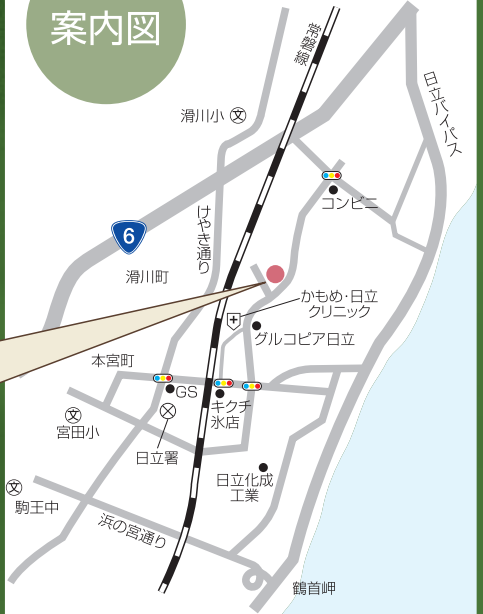 案内図
常磐線
日立バイパス
滑川小
文
コンビニ
けやき通り
6
滑川町
かもめ・日立
クリニック
グルコピア日立
本宮町
GS
キクチ
氷店
文
宮田小
日立署
日立化成
工業
文
駒王中
浜の宮通り
鶴首岬